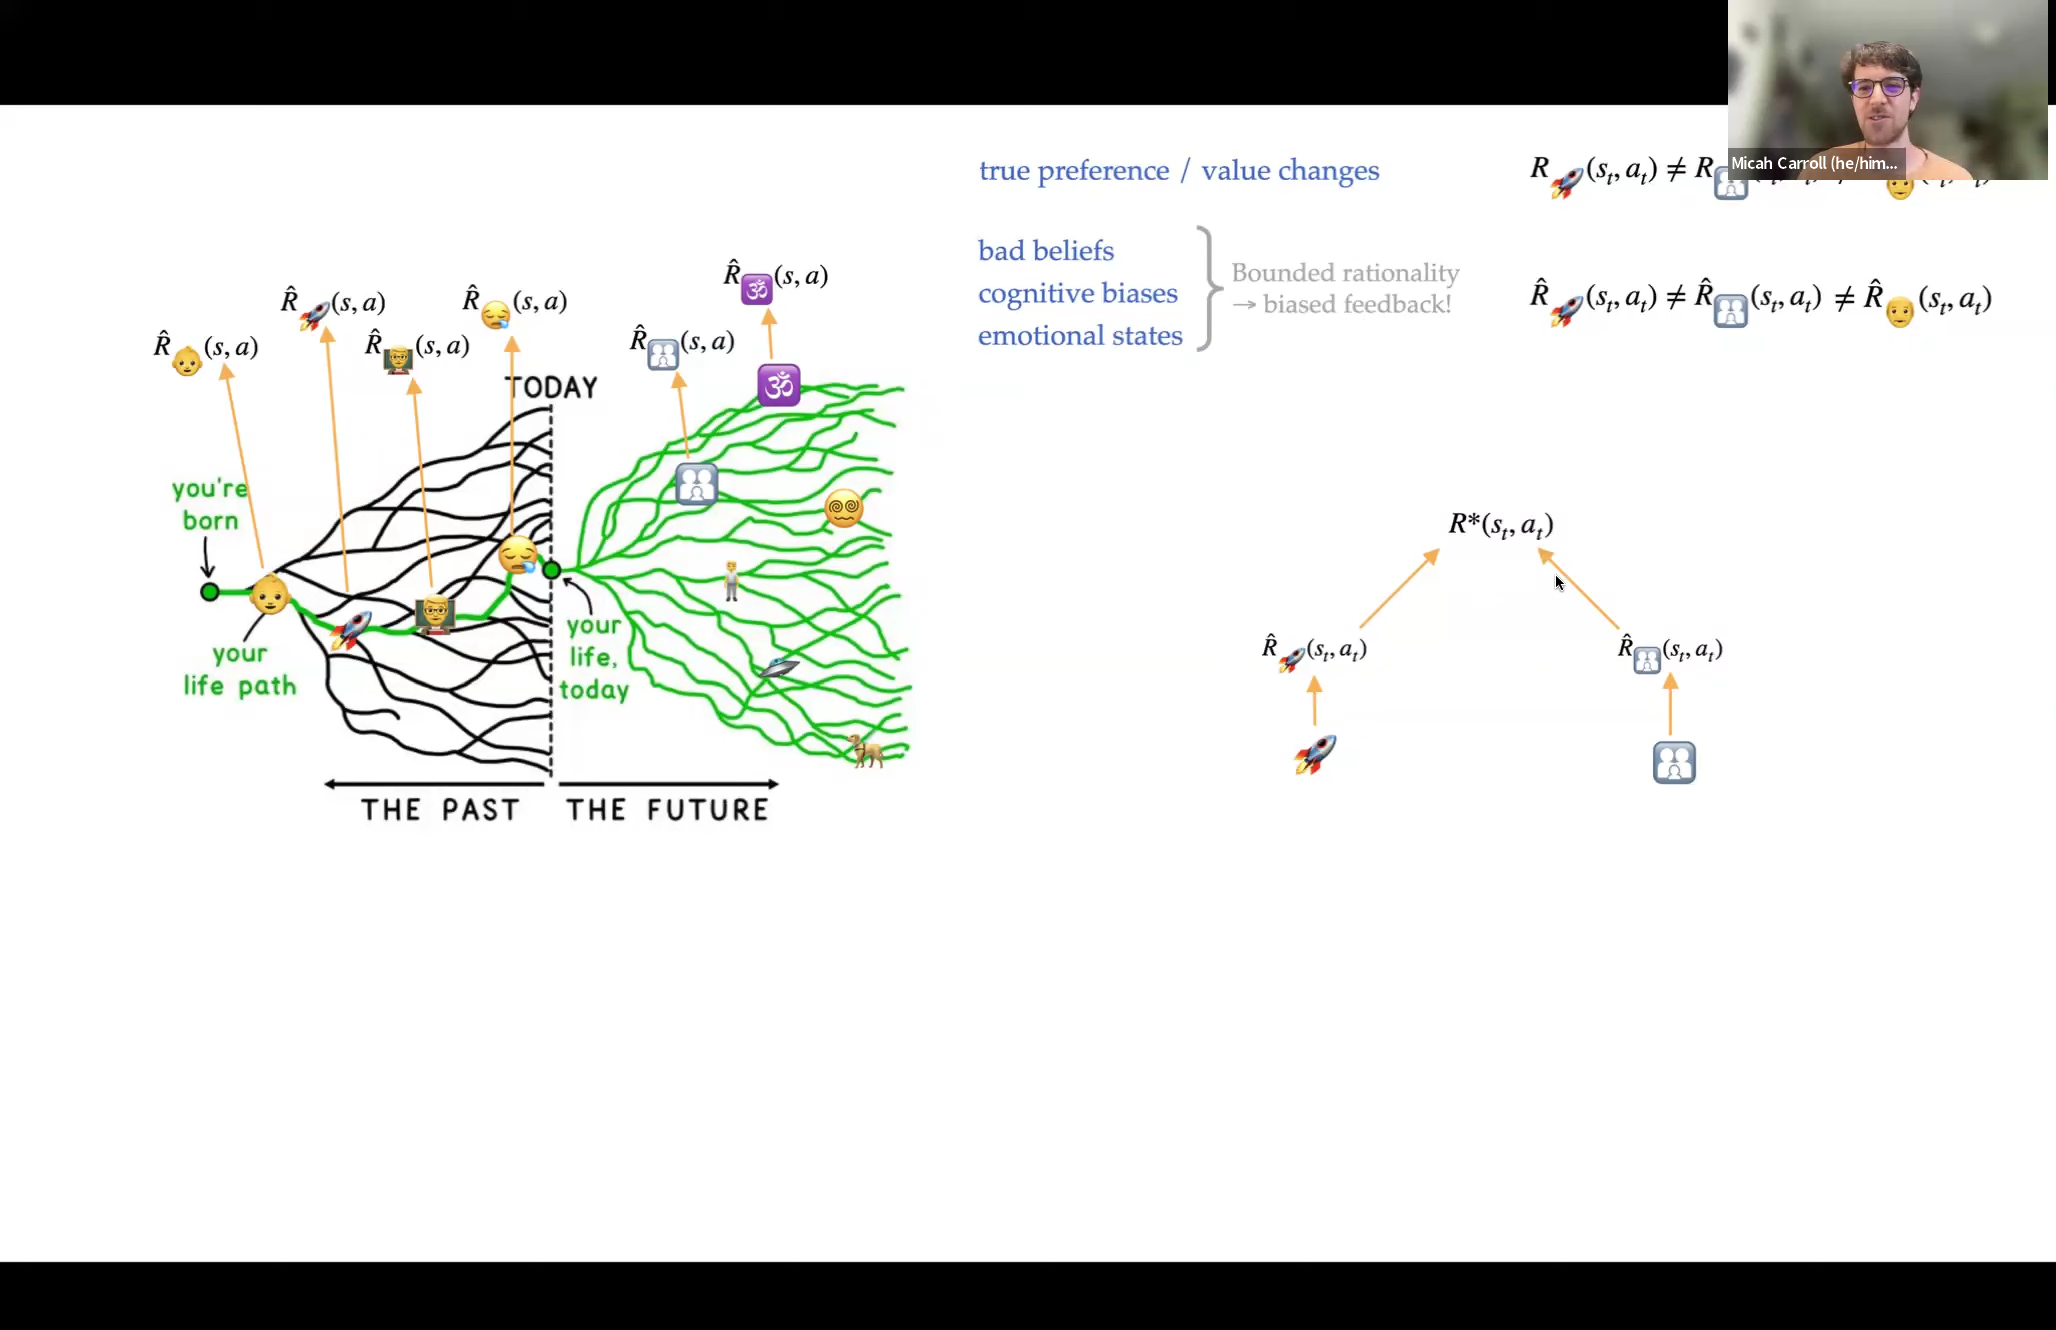 Micah Carroll (he/him...
true preference / value changes
R🚀(sₜ, aₜ) ≠ R
bad beliefs
cognitive biases
emotional states
Bounded rationality
→ biased feedback!
R̂🚀(sₜ, aₜ) ≠ R̂🚻(sₜ, aₜ) ≠ R̂👴(sₜ, aₜ)
R̂👶(s, a)
R̂🚀(s, a)
R̂👨‍🏫(s, a)
R̂😪(s, a)
R̂(s, a)
R̂🕉(s, a)
TODAY
you're
born
your
life path
your
life,
today
THE PAST
THE FUTURE
R*(sₜ, aₜ)
R̂🚀(sₜ, aₜ)
R̂(sₜ, aₜ)